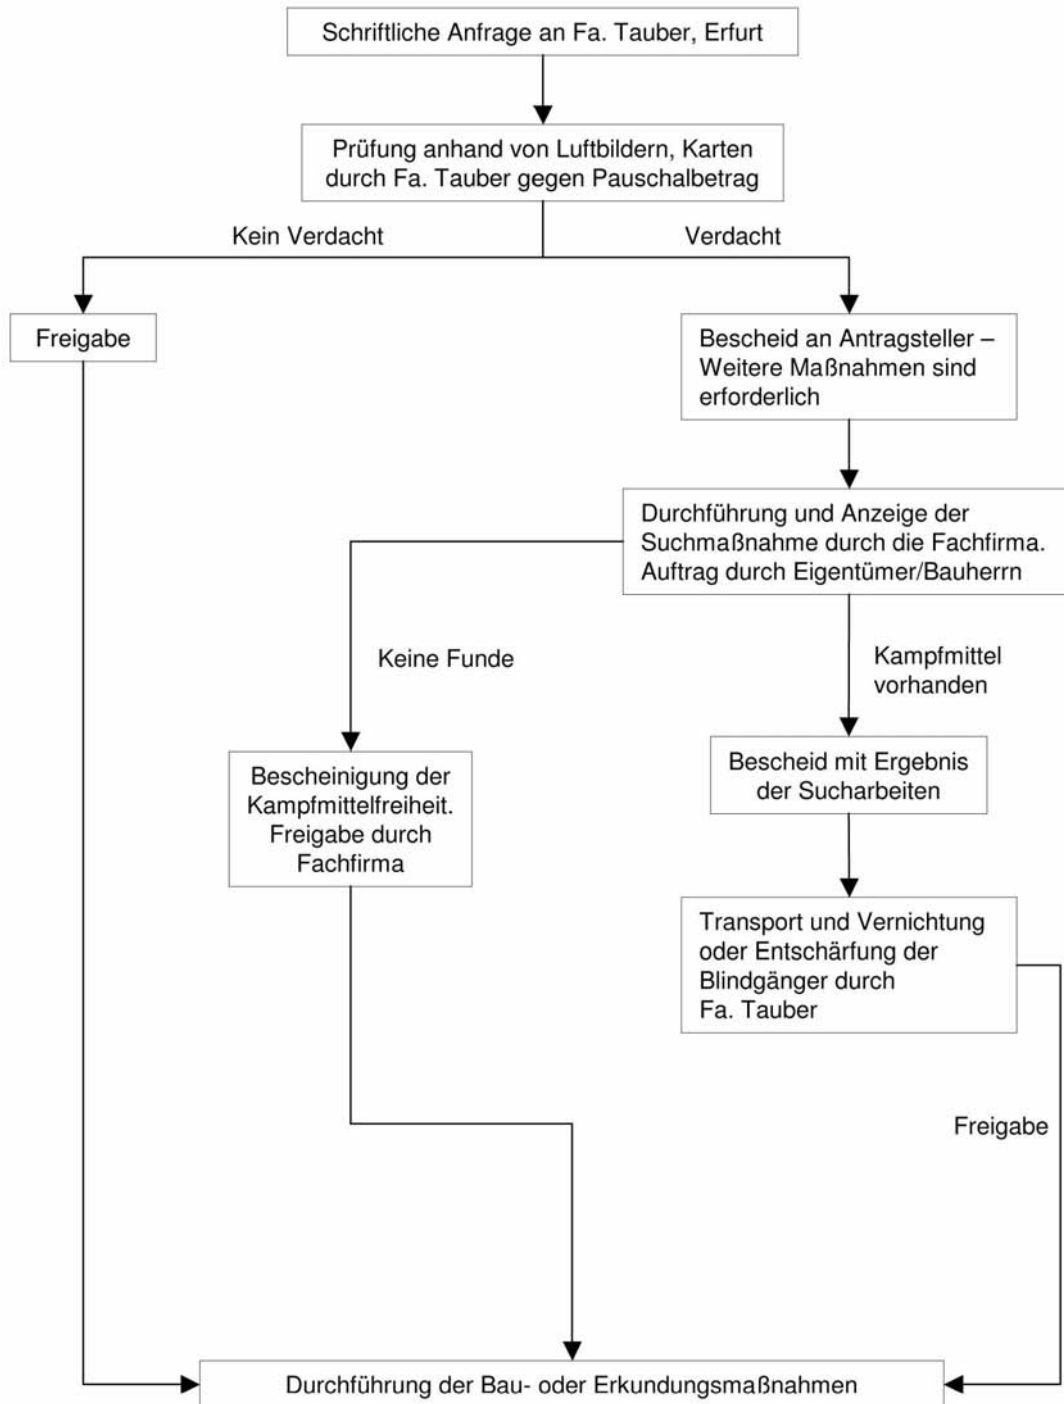 Schriftliche Anfrage an Fa. Tauber, Erfurt
Prüfung anhand von Luftbildern, Karten
durch Fa. Tauber gegen Pauschalbetrag
Kein Verdacht
Verdacht
Freigabe
Bescheid an Antragsteller –
Weitere Maßnahmen sind
erforderlich
Durchführung und Anzeige der
Suchmaßnahme durch die Fachfirma.
Auftrag durch Eigentümer/Bauherrn
Keine Funde
Kampfmittel
vorhanden
Bescheinigung der
Kampfmittelfreiheit.
Freigabe durch
Fachfirma
Bescheid mit Ergebnis
der Sucharbeiten
Transport und Vernichtung
oder Entschärfung der
Blindgänger durch
Fa. Tauber
Freigabe
Durchführung der Bau- oder Erkundungsmaßnahmen